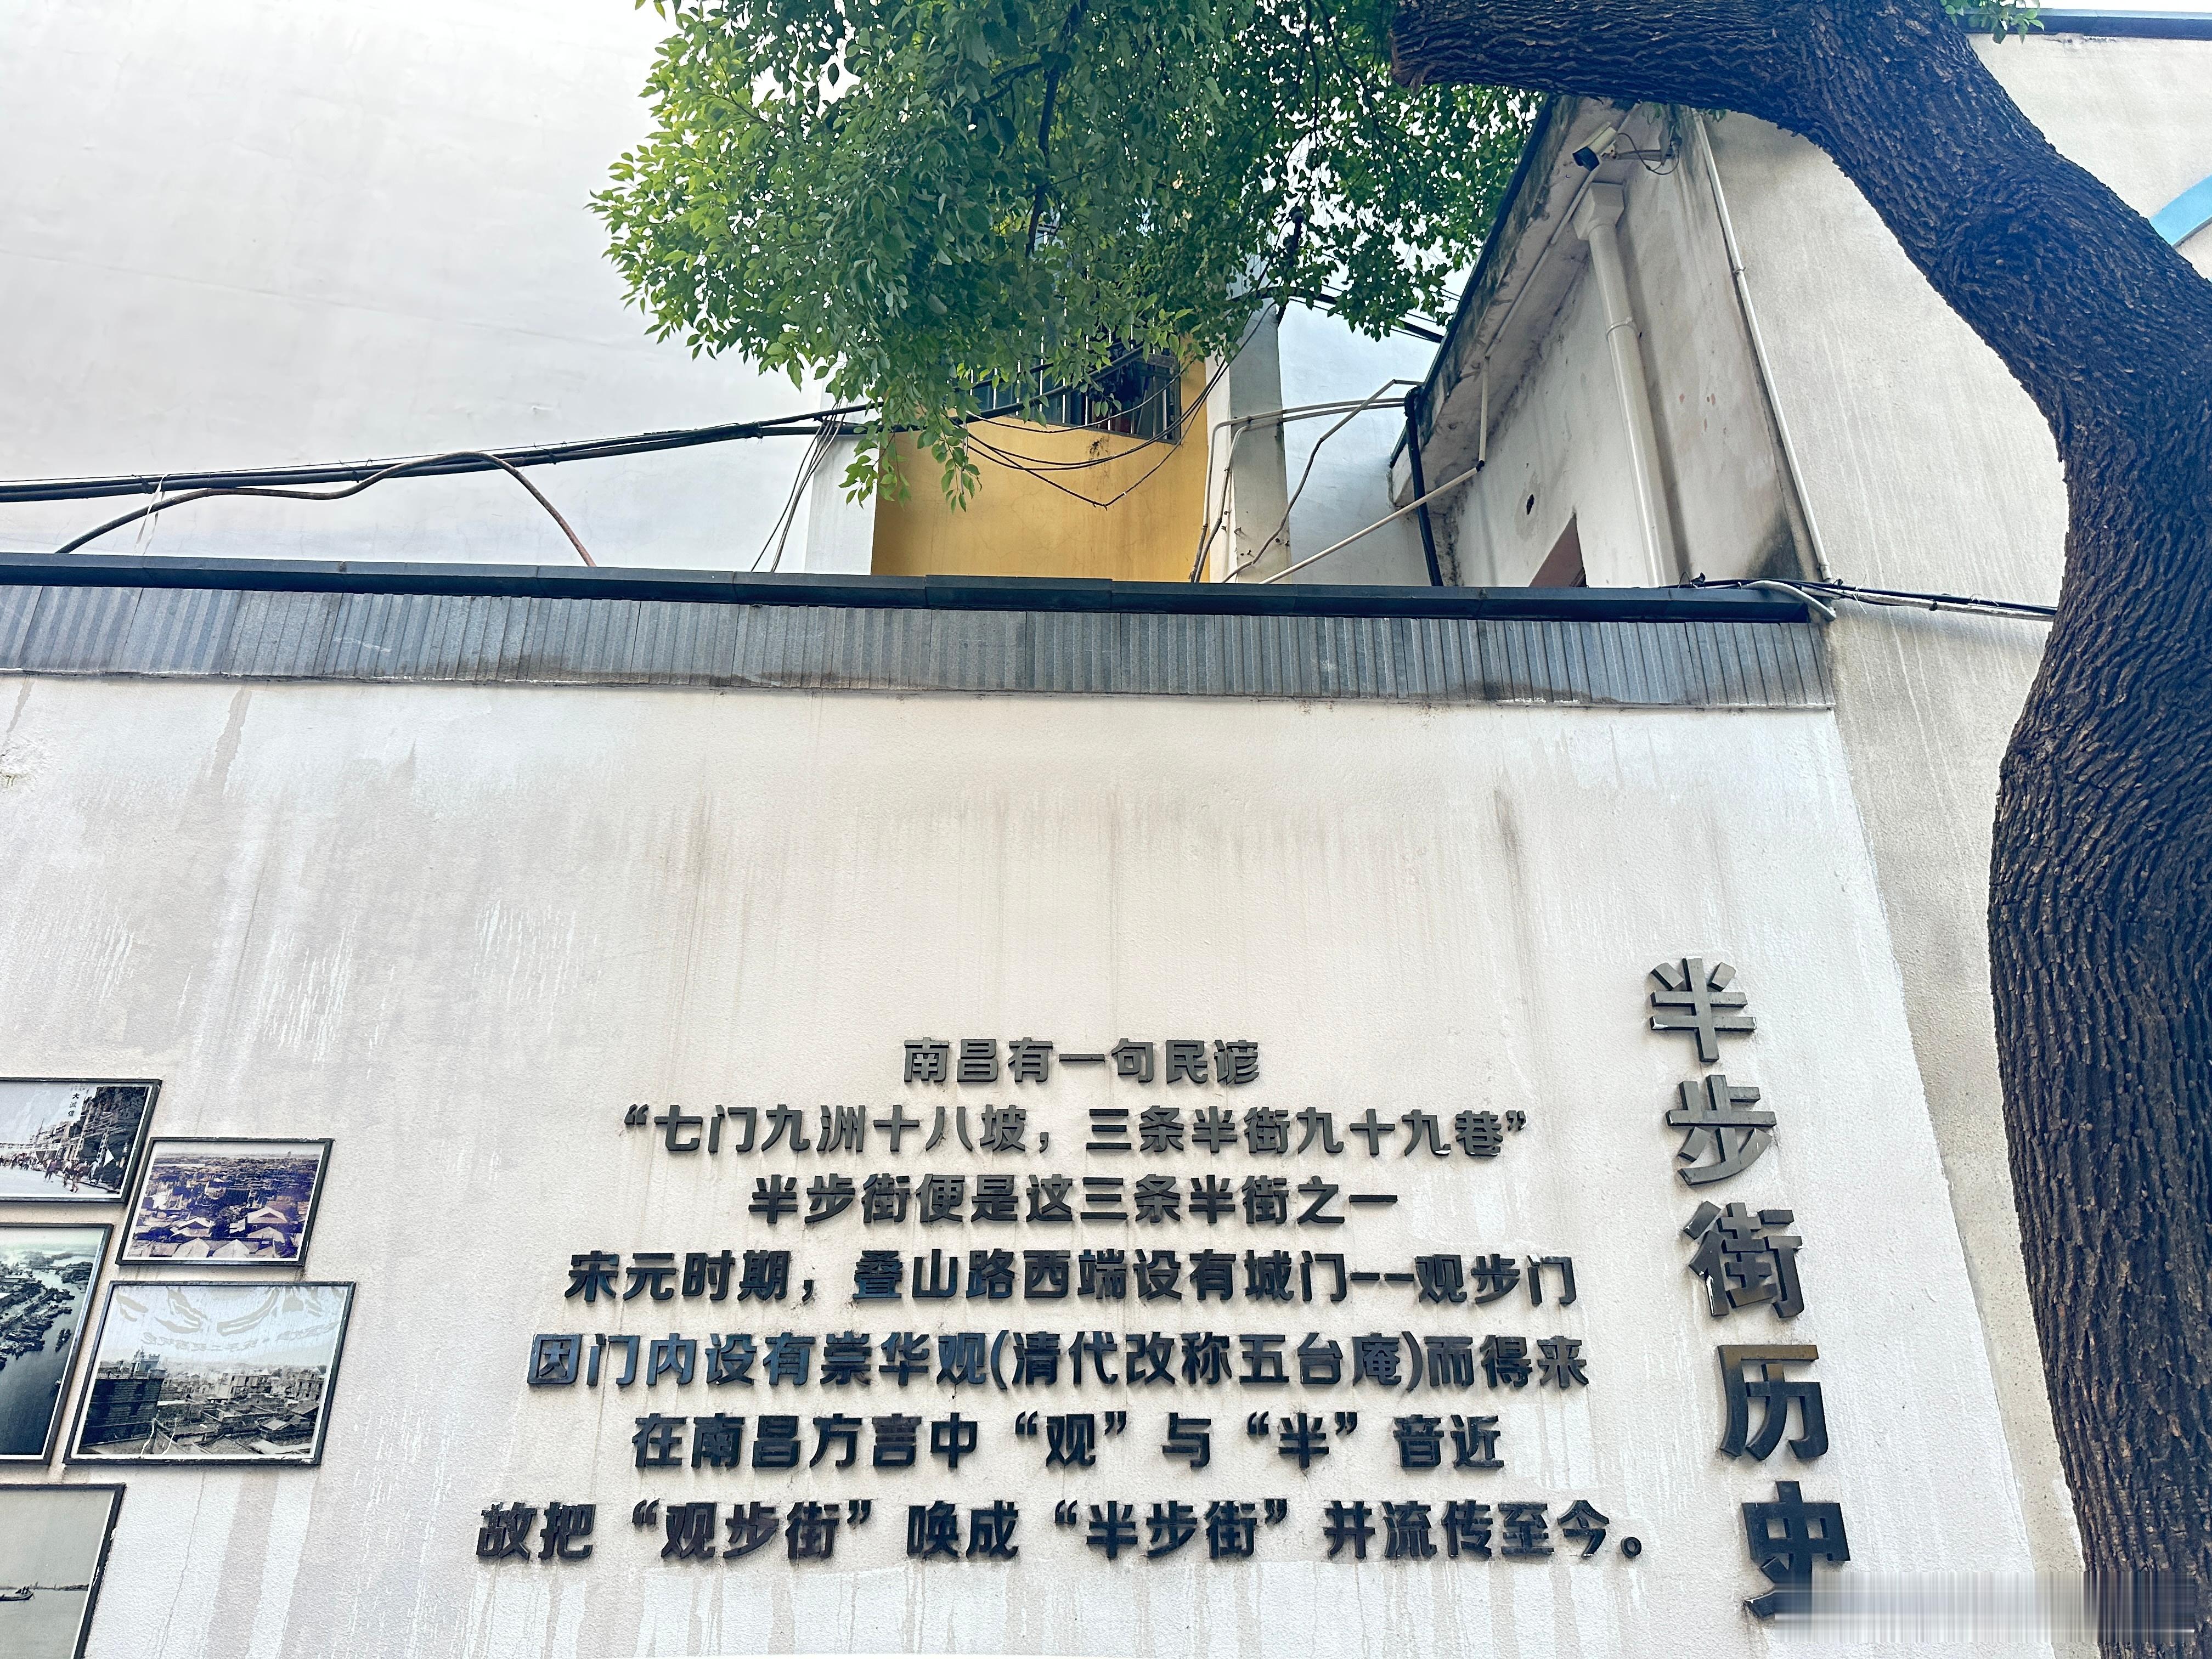 半步街历史
南昌有一句民谚
“七门九洲十八坡，三条半街九十九巷”
半步街便是这三条半街之一
宋元时期，叠山路西端设有城门--观步门
因门内设有崇华观(清代改称五台庵)而得来
在南昌方言中“观”与“半”音近
故把“观步街”唤成“半步街”并流传至今。